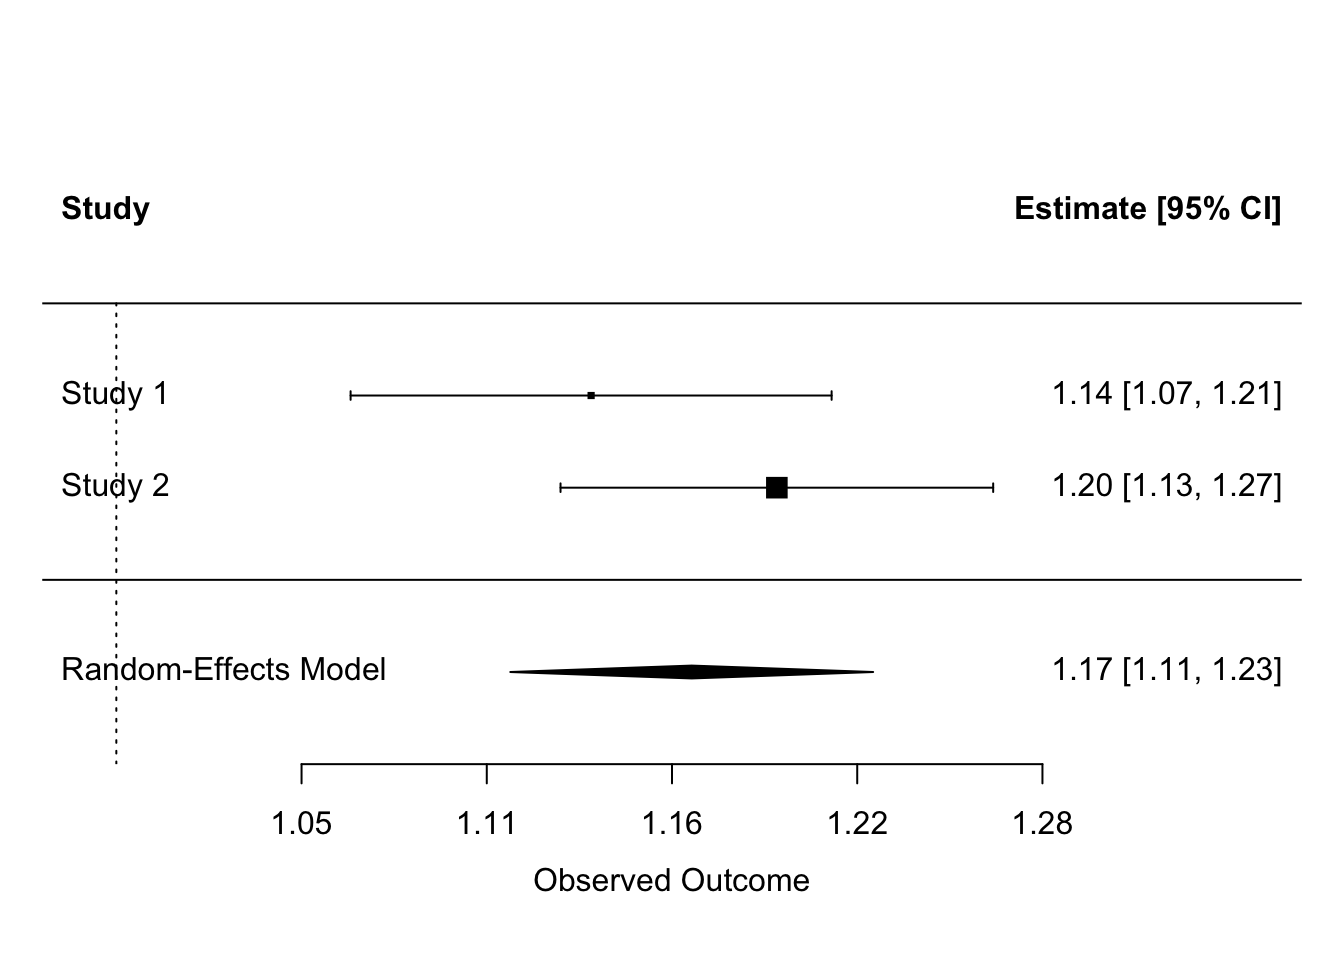 Study Estimate [95% CI]
Study 1 1.14 [1.07, 1.21]
Study 2 1.20 [1.13, 1.27]
Random-Effects Model 1.17 [1.11, 1.23]
1.05 1.11 1.16 1.22 1.28
Observed Outcome